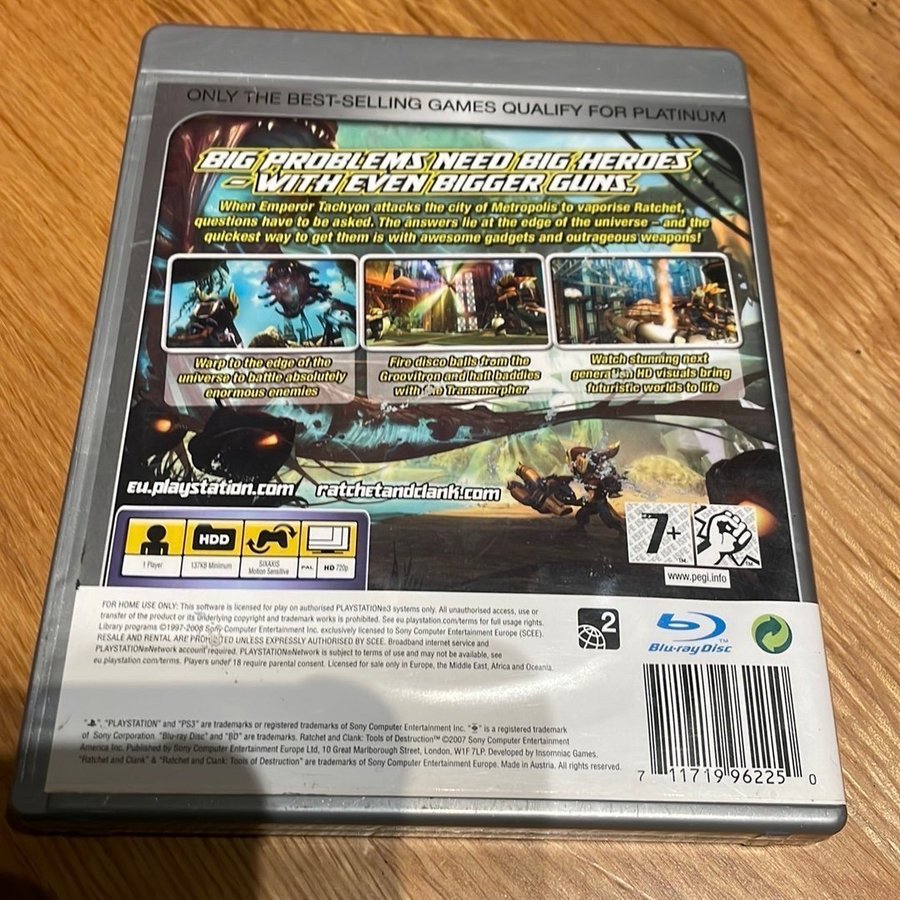 ONLY THE BEST-SELLING GAMES QUALIFY FOR PLATINUM
BIG PROBLEMS NEED BIG HEROES
– WITH EVEN BIGGER GUNS.
When Emperor Tachyon attacks the city of Metropolis to vaporise Ratchet,
questions have to be asked. The answers lie at the edge of the universe – and the
quickest way to get them is with awesome gadgets and outrageous weapons!
Warp to the edge of the
universe to battle absolutely
enormous enemies
Fire disco balls from the
Groovitron and halt baddies
with the Transmorpher
Watch stunning next
generation HD visuals bring
futuristic worlds to life
eu.playstation.com ratchetandclank.com
7+
www.pegi.info
HDD
1 Player
137KB Minimum
SIXAXIS
Motion Sensitive
PAL HD 720p
FOR HOME USE ONLY: This software is licensed for play on authorised PLAYSTATION®3 systems only. All unauthorised access, use or
transfer of the product or its underlying copyright and trademark works is prohibited. See eu.playstation.com/terms for full usage rights.
Library programs ©1997-2008 Sony Computer Entertainment Inc. exclusively licensed to Sony Computer Entertainment Europe (SCEE).
RESALE AND RENTAL ARE PROHIBITED UNLESS EXPRESSLY AUTHORISED BY SCEE. Broadband internet service and
PLAYSTATION®Network account required. PLAYSTATION®Network is subject to terms of use and may not be available, see
eu.playstation.com/terms. Players under 18 require parental consent. Licensed for sale only in Europe, the Middle East, Africa and Oceania.
2
Blu-ray Disc™
", "PLAYSTATION" and "PS3" are trademarks or registered trademarks of Sony Computer Entertainment Inc. " " is a registered trademark
of Sony Corporation. "Blu-ray Disc" and "BD" are trademarks. Ratchet and Clank: Tools of Destruction™ ©2007 Sony Computer Entertainment
America Inc. Published by Sony Computer Entertainment Europe Ltd, 10 Great Marlborough Street, London, W1F 7LP. Developed by Insomniac Games.
"Ratchet and Clank" & "Ratchet and Clank: Tools of Destruction" are trademarks of Sony Computer Entertainment Europe. Made in Austria. All rights reserved.
7 11719 96225 0